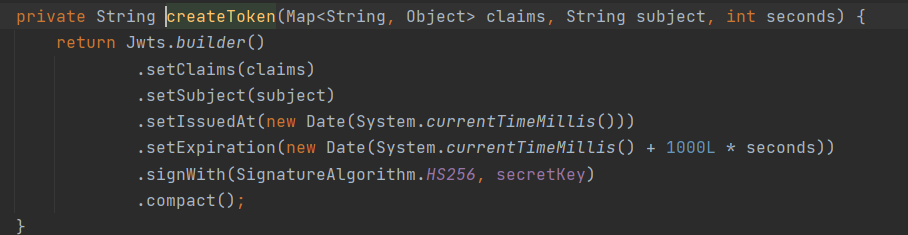 private String createToken(Map<String, Object> claims, String subject, int seconds) {
    return Jwts.builder()
            .setClaims(claims)
            .setSubject(subject)
            .setIssuedAt(new Date(System.currentTimeMillis()))
            .setExpiration(new Date(System.currentTimeMillis() + 1000L * seconds))
            .signWith(SignatureAlgorithm.HS256, secretKey)
            .compact();
}